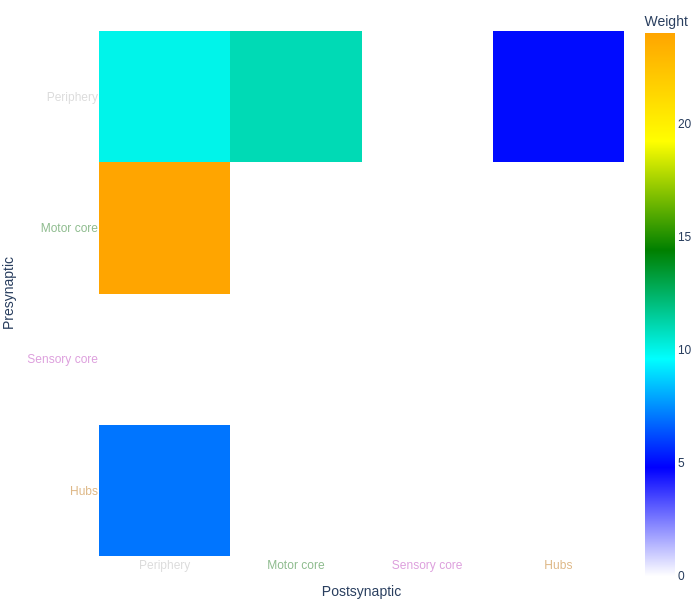 Weight
20
15
10
5
0
Presynaptic
Periphery
Motor core
Sensory core
Hubs
Periphery Motor core Sensory core Hubs
Postsynaptic